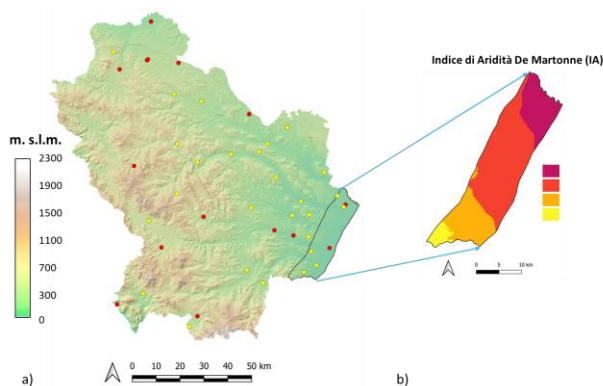 Indice di Aridità De Martonne (IA)
m. s.l.m.
2300
1900
1500
1100
700
300
0
0 5 10 km
0 10 20 30 40 50 km
a)
b)